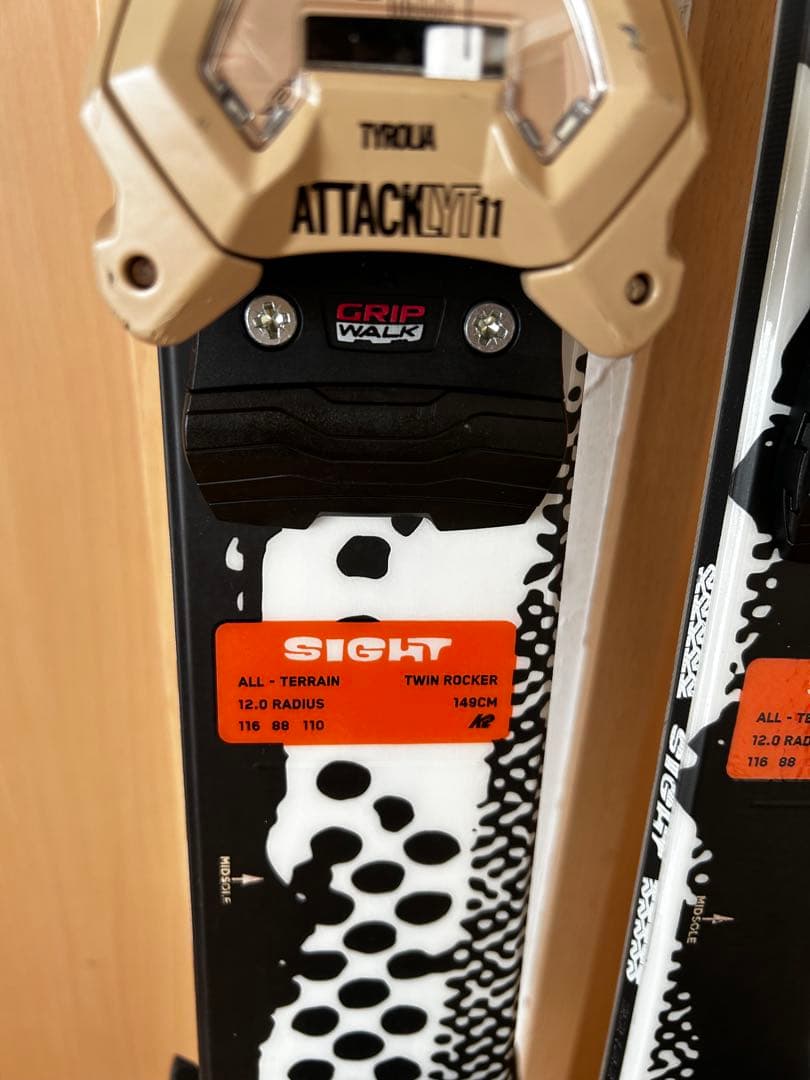 TYROLIA
ATTACKLYT11
GRIP
WALK
SIGHT
ALL - TERRAIN TWIN ROCKER
12.0 RADIUS 149CM
116 88 110 K2
MIDSOLE
SIGHT
ALL - TE
12.0 RAD
116 88
MIDSOLE